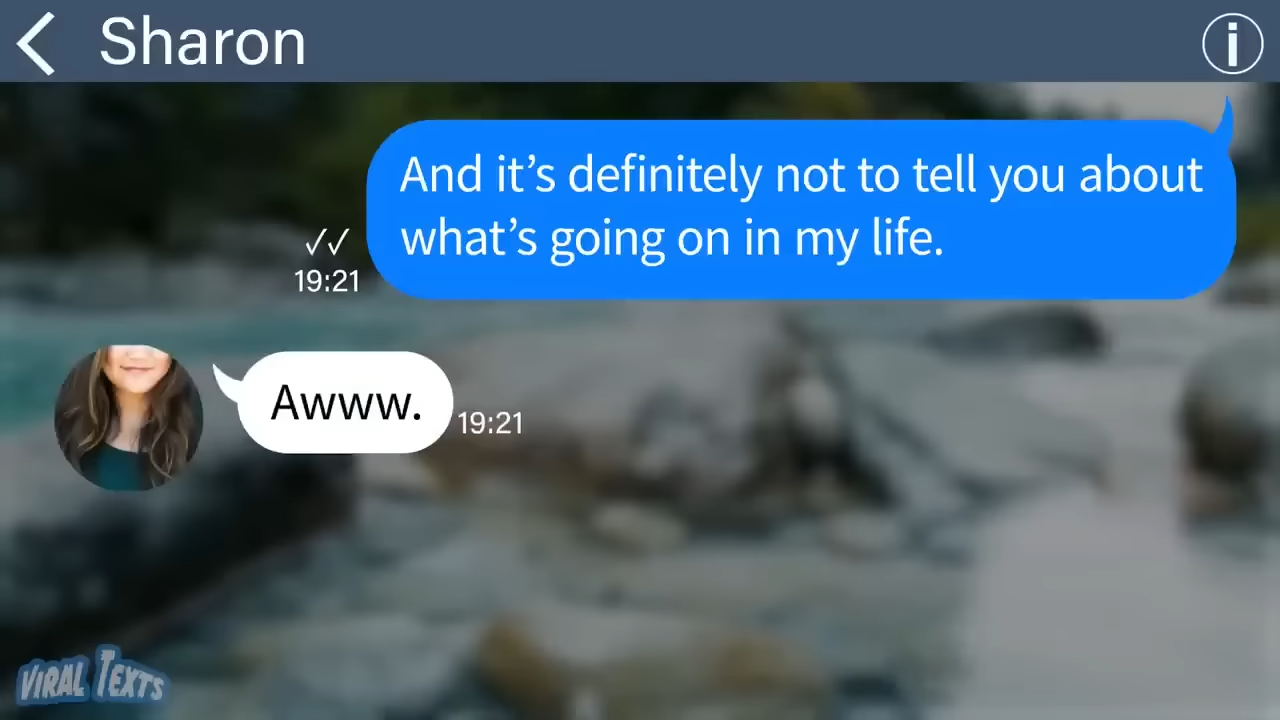 Sharon
And it’s definitely not to tell you about
what’s going on in my life.
✓✓
19:21
Awww.
19:21
VIRAL TEXTS